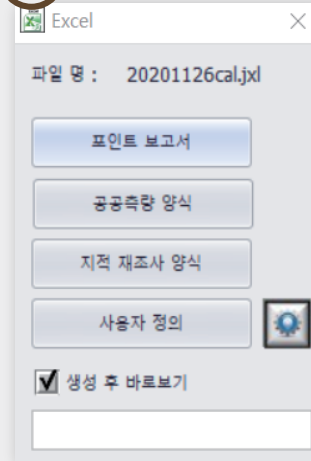 Excel
파일 명 : 20201126cal.jxl
포인트 보고서
공공측량 양식
지적 재조사 양식
사용자 정의
생성 후 바로보기